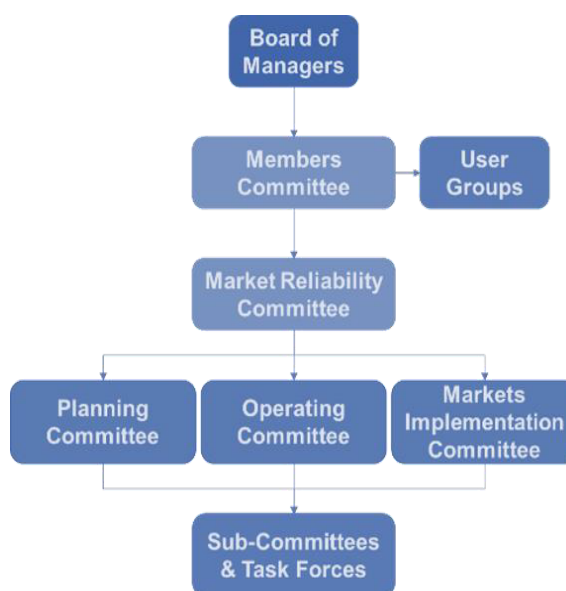 Board of
Managers
Members
Committee
User
Groups
Market Reliability
Committee
Planning
Committee
Operating
Committee
Markets
Implementation
Committee
Sub-Committees
& Task Forces